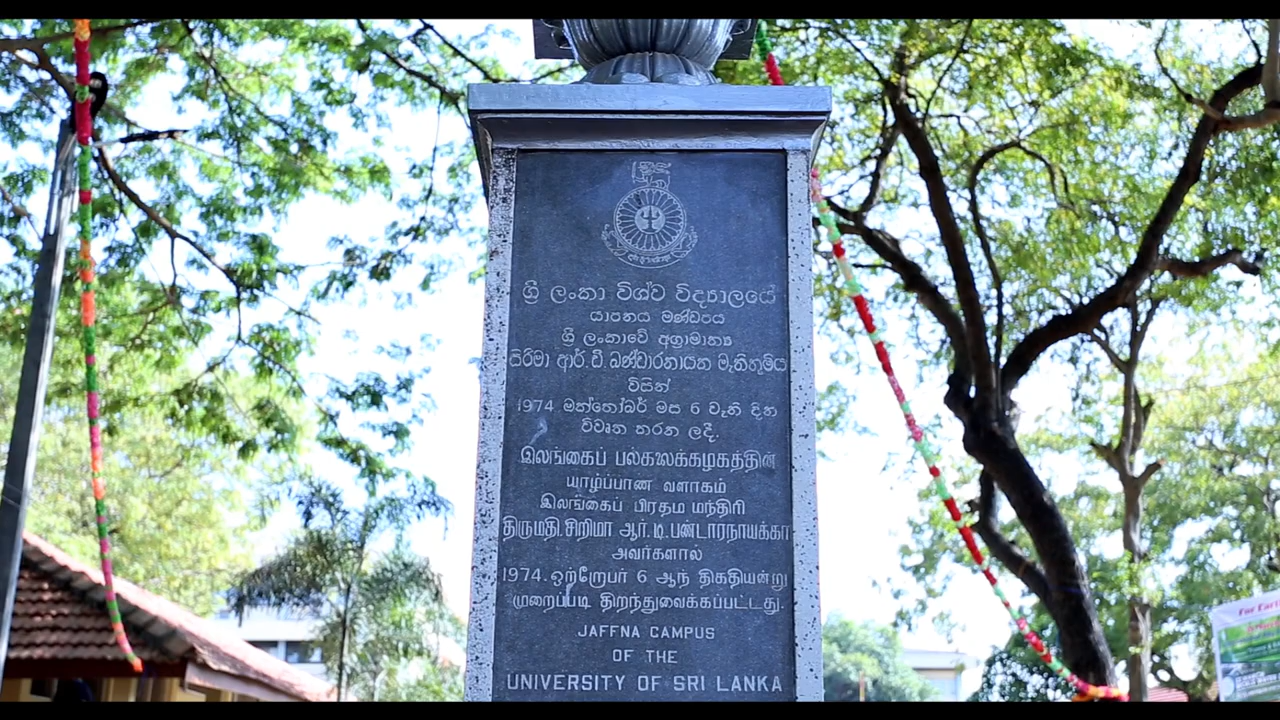 ශ්‍රී ලංකා විශ්ව විද්‍යාලයේ
යාපනය මණ්ඩපය
ශ්‍රී ලංකාවේ අග්‍රාමාත්‍ය
සිරිමා ආර්.ඩී.බණ්ඩාරනායක මැතිනිය
විසින්
1974 ඔක්තෝබර් මස 6 වැනි දින
විවෘත කරන ලදී.
இலங்கைப் பல்கலைக்கழகத்தின்
யாழ்ப்பாண வளாகம்
இலங்கைப் பிரதம மந்திரி
திருமதி.சிறிமா ஆர்.டி.பண்டாரநாயக்கா
அவர்களால்
1974.ஒற்றோபர் 6 ஆந் திகதியன்று
முறைப்படி திறந்துவைக்கப்பட்டது.
JAFFNA CAMPUS
OF THE
UNIVERSITY OF SRI LANKA